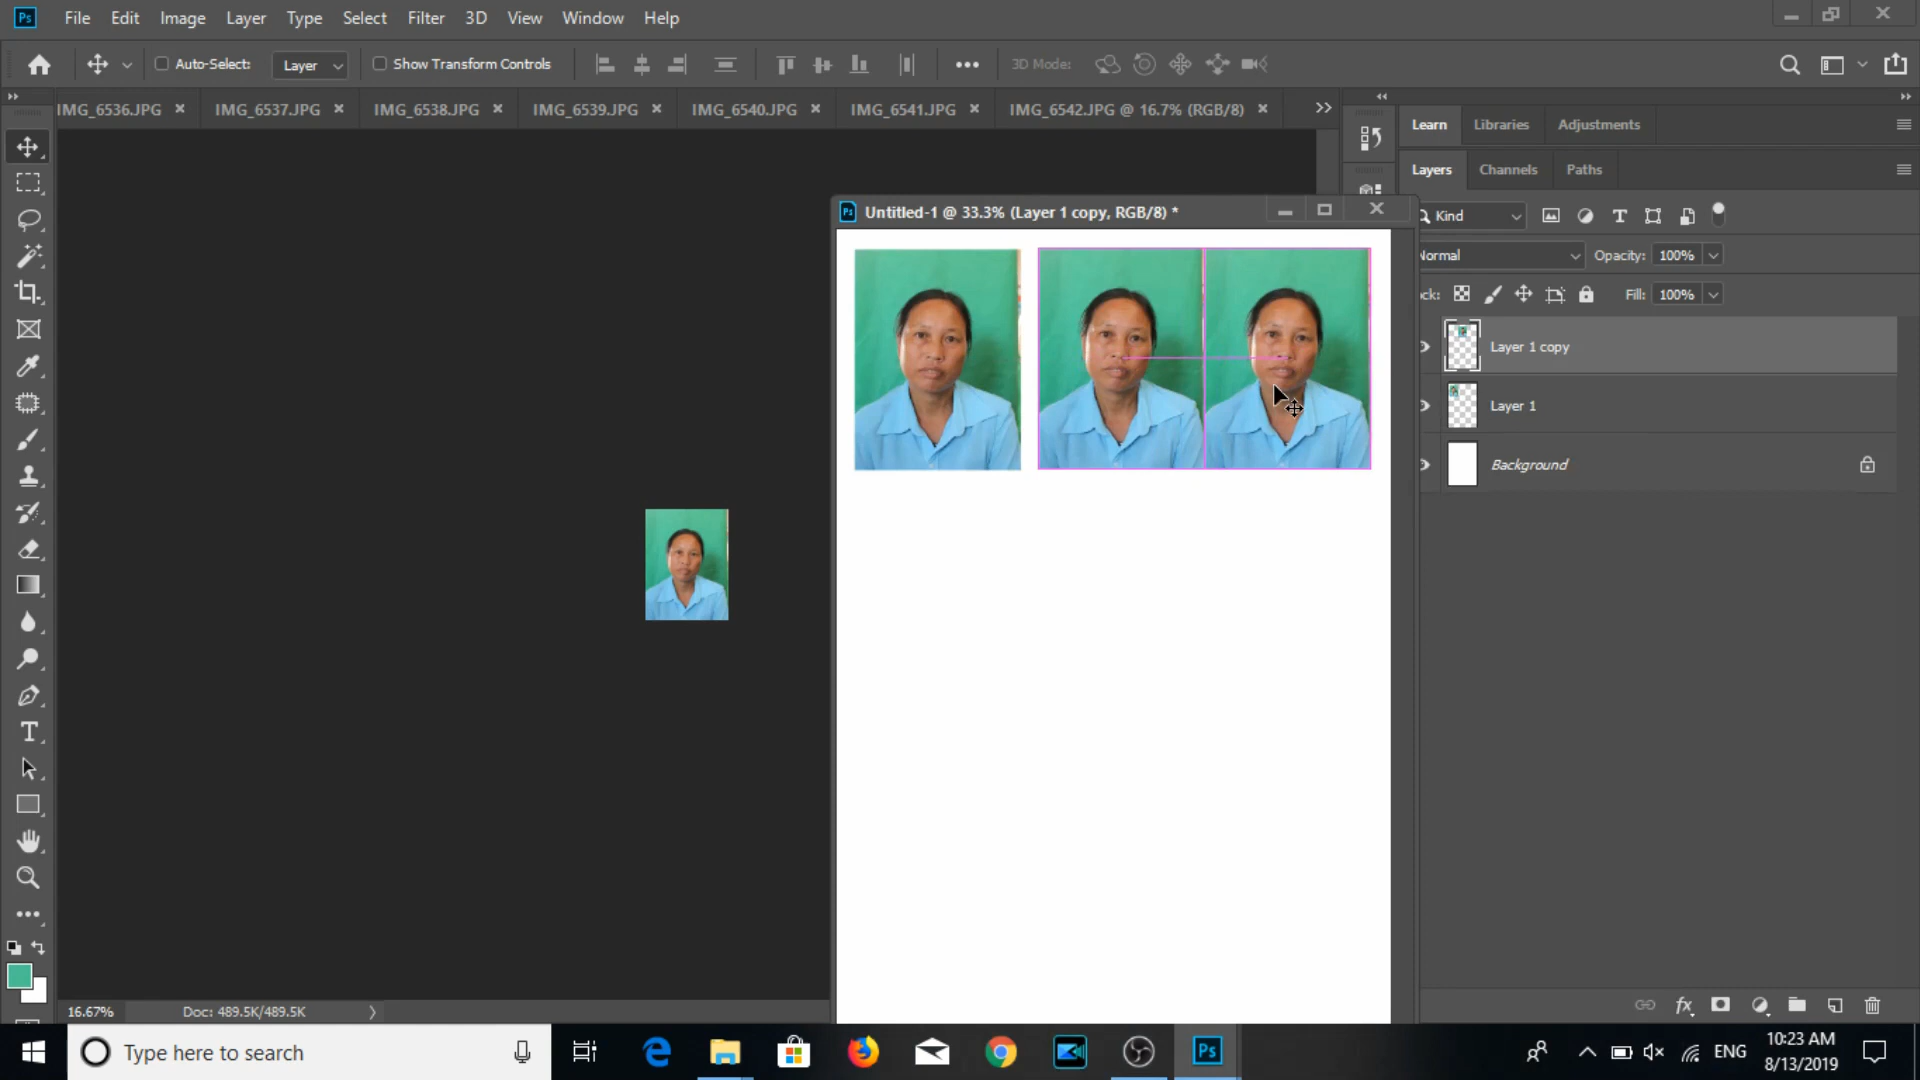 Ps File Edit Image Layer Type Select Filter 3D View Window Help
Auto-Select: Layer Show Transform Controls 3D Mode:
IMG_6536.JPG IMG_6537.JPG IMG_6538.JPG IMG_6539.JPG IMG_6540.JPG IMG_6541.JPG IMG_6542.JPG @ 16.7% (RGB/8)
Learn Libraries Adjustments
Layers Channels Paths
Ps Untitled-1 @ 33.3% (Layer 1 copy, RGB/8) *
Kind
Normal Opacity: 100%
ck: Fill: 100%
Layer 1 copy
Layer 1
Background
16.67% Doc: 489.5K/489.5K
Type here to search
Ps
ENG
10:23 AM
8/13/2019